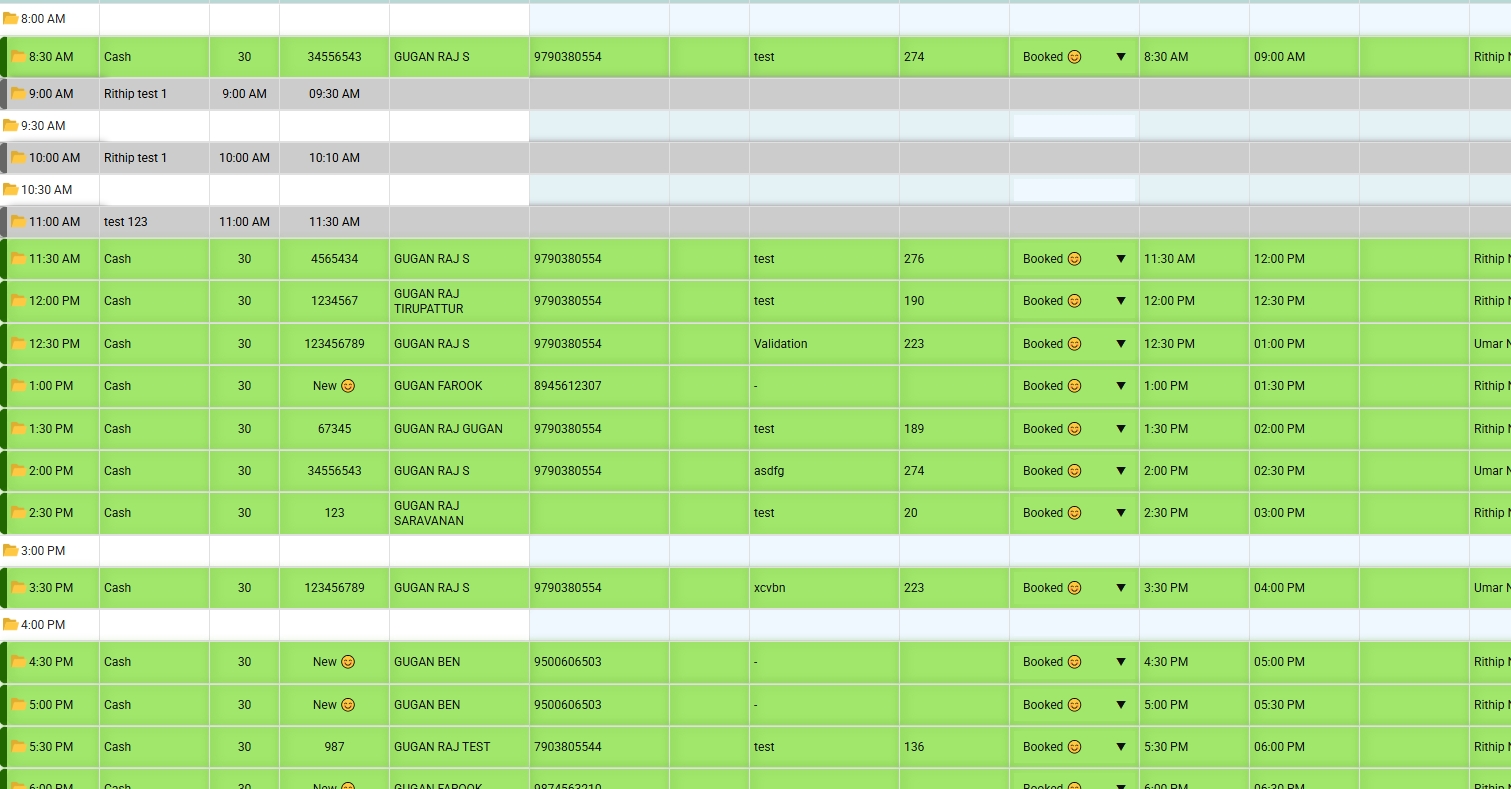 8:00 AM
8:30 AM Cash 30 34556543 GUGAN RAJ S 9790380554 test 274 Booked 😊 ▼ 8:30 AM 09:00 AM Rithip
9:00 AM Rithip test 1 9:00 AM 09:30 AM
9:30 AM
10:00 AM Rithip test 1 10:00 AM 10:10 AM
10:30 AM
11:00 AM test 123 11:00 AM 11:30 AM
11:30 AM Cash 30 4565434 GUGAN RAJ S 9790380554 test 276 Booked 😊 ▼ 11:30 AM 12:00 PM Rithip
12:00 PM Cash 30 1234567 GUGAN RAJ TIRUPATTUR 9790380554 test 190 Booked 😊 ▼ 12:00 PM 12:30 PM Rithip
12:30 PM Cash 30 123456789 GUGAN RAJ S 9790380554 Validation 223 Booked 😊 ▼ 12:30 PM 01:00 PM Umar
1:00 PM Cash 30 New 😊 GUGAN FAROOK 8945612307 - Booked 😊 ▼ 1:00 PM 01:30 PM Rithip
1:30 PM Cash 30 67345 GUGAN RAJ GUGAN 9790380554 test 189 Booked 😊 ▼ 1:30 PM 02:00 PM Rithip
2:00 PM Cash 30 34556543 GUGAN RAJ S 9790380554 asdfg 274 Booked 😊 ▼ 2:00 PM 02:30 PM Umar
2:30 PM Cash 30 123 GUGAN RAJ SARAVANAN test 20 Booked 😊 ▼ 2:30 PM 03:00 PM Rithip
3:00 PM
3:30 PM Cash 30 123456789 GUGAN RAJ S 9790380554 xcvbn 223 Booked 😊 ▼ 3:30 PM 04:00 PM Umar
4:00 PM
4:30 PM Cash 30 New 😊 GUGAN BEN 9500606503 - Booked 😊 ▼ 4:30 PM 05:00 PM Rithip
5:00 PM Cash 30 New 😊 GUGAN BEN 9500606503 - Booked 😊 ▼ 5:00 PM 05:30 PM Rithip
5:30 PM Cash 30 987 GUGAN RAJ TEST 7903805544 test 136 Booked 😊 ▼ 5:30 PM 06:00 PM Rithip
6:00 PM Cash 30 New 😊 GUGAN FAROOK 9874563210 Booked 😊 ▼ 6:00 PM 06:30 PM Rithip